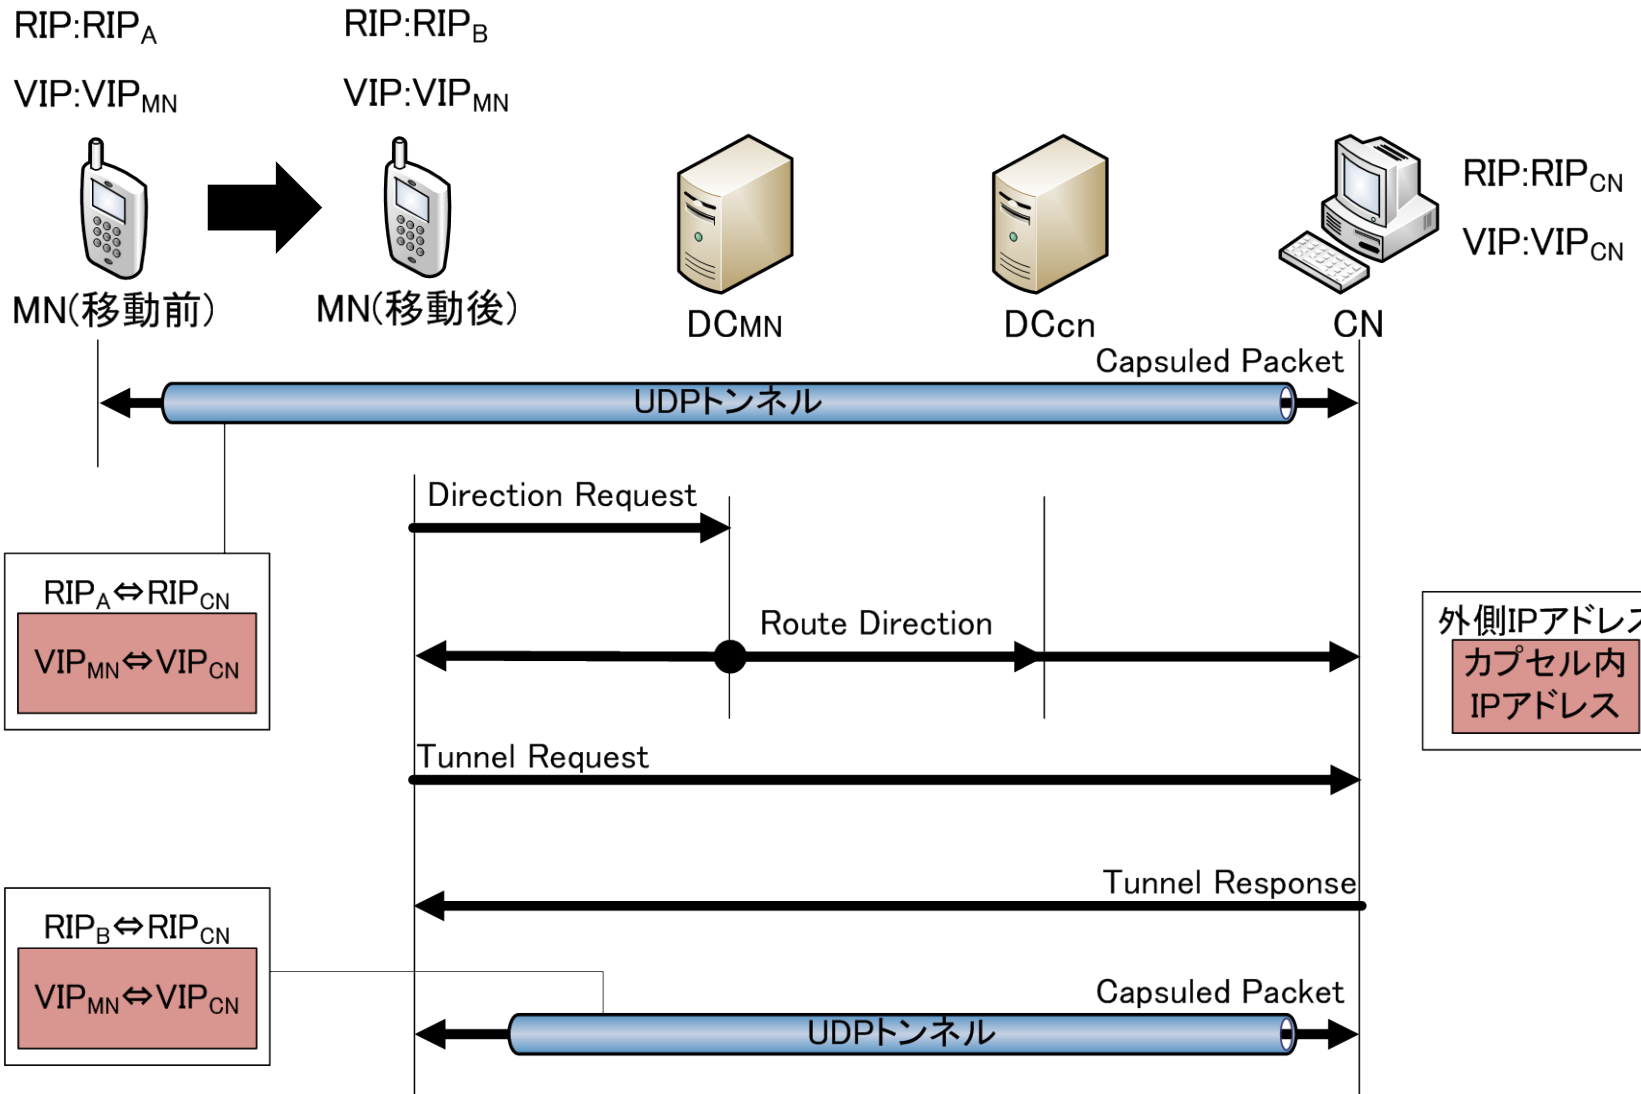 RIP:RIPA
RIP:RIPB
VIP:VIPMN
VIP:VIPMN
RIP:RIPCN
VIP:VIPCN
MN(移動前)
MN(移動後)
DCMN
DCcn
CN
Capsuled Packet
UDPトンネル
Direction Request
RIPA⇔RIPCN
VIPMN⇔VIPCN
Route Direction
外側IPアドレス
カプセル内
IPアドレス
Tunnel Request
Tunnel Response
RIPB⇔RIPCN
VIPMN⇔VIPCN
Capsuled Packet
UDPトンネル